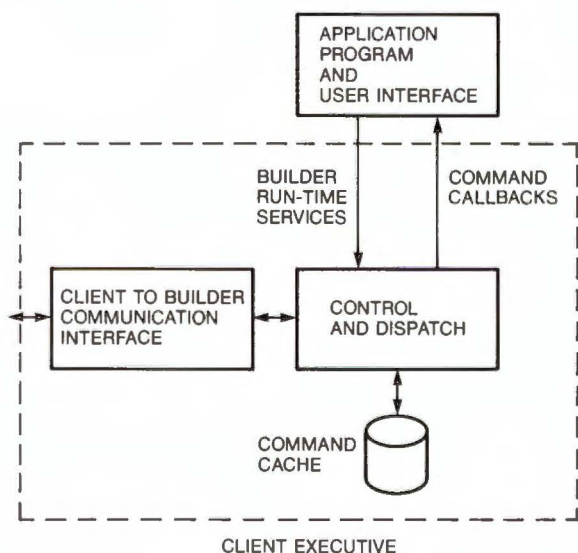 APPLICATION
PROGRAM
AND
USER INTERFACE
BUILDER
RUN-TIME
SERVICES
COMMAND
CALLBACKS
CLIENT TO BUILDER
COMMUNICATION
INTERFACE
CONTROL
AND DISPATCH
COMMAND
CACHE
CLIENT EXECUTIVE